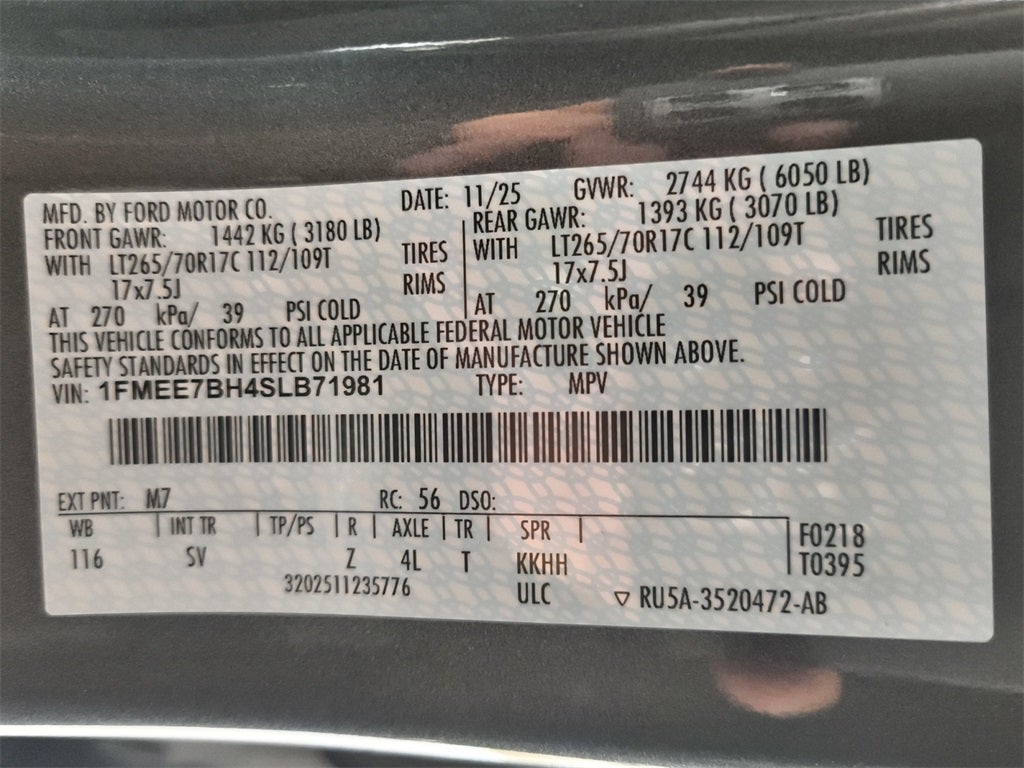 MFD. BY FORD MOTOR CO. DATE: 11/25 GVWR: 2744 KG ( 6050 LB)
FRONT GAWR: 1442 KG ( 3180 LB)
WITH LT265/70R17C 112/109T TIRES
17x7.5J RIMS
AT 270 kPa/ 39 PSI COLD
REAR GAWR: 1393 KG ( 3070 LB)
WITH LT265/70R17C 112/109T TIRES
17x7.5J RIMS
AT 270 kPa/ 39 PSI COLD
THIS VEHICLE CONFORMS TO ALL APPLICABLE FEDERAL MOTOR VEHICLE
SAFETY STANDARDS IN EFFECT ON THE DATE OF MANUFACTURE SHOWN ABOVE.
VIN: 1FMEE7BH4SLB71981 TYPE: MPV
EXT PNT: M7 RC: 56 DSO:
WB | INT TR | TP/PS | R | AXLE | TR | SPR | F0218
116 SV Z 4L T KKHH T0395
3202511235776 ULC ▽ RU5A-3520472-AB